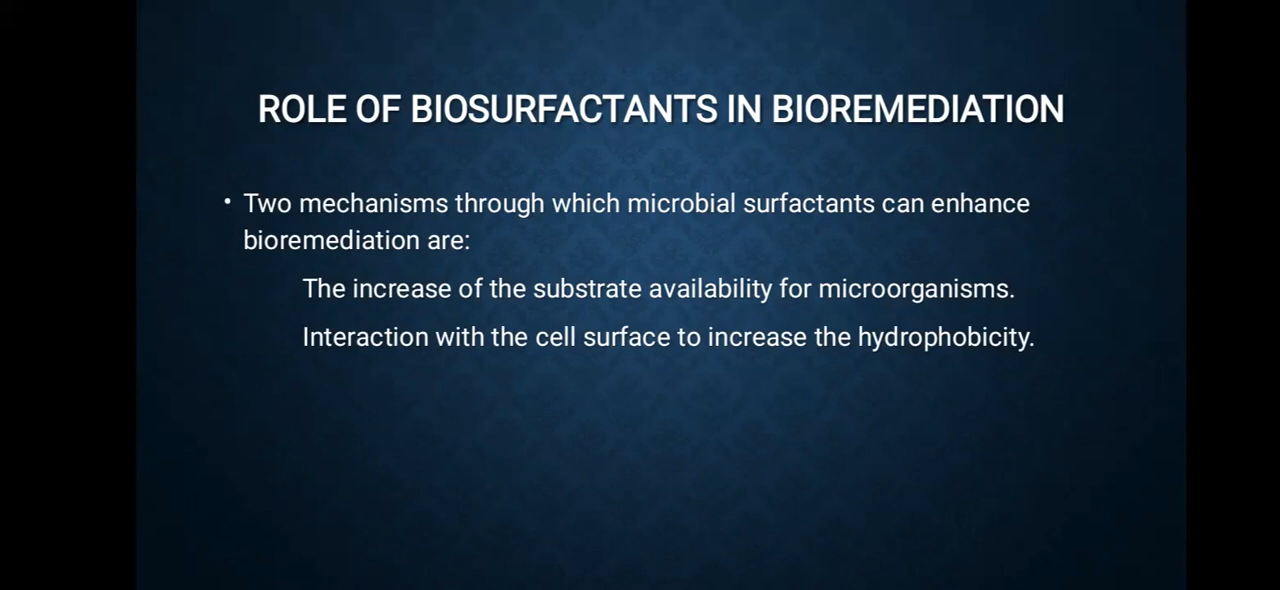 ROLE OF BIOSURFACTANTS IN BIOREMEDIATION
• Two mechanisms through which microbial surfactants can enhance
bioremediation are:
The increase of the substrate availability for microorganisms.
Interaction with the cell surface to increase the hydrophobicity.